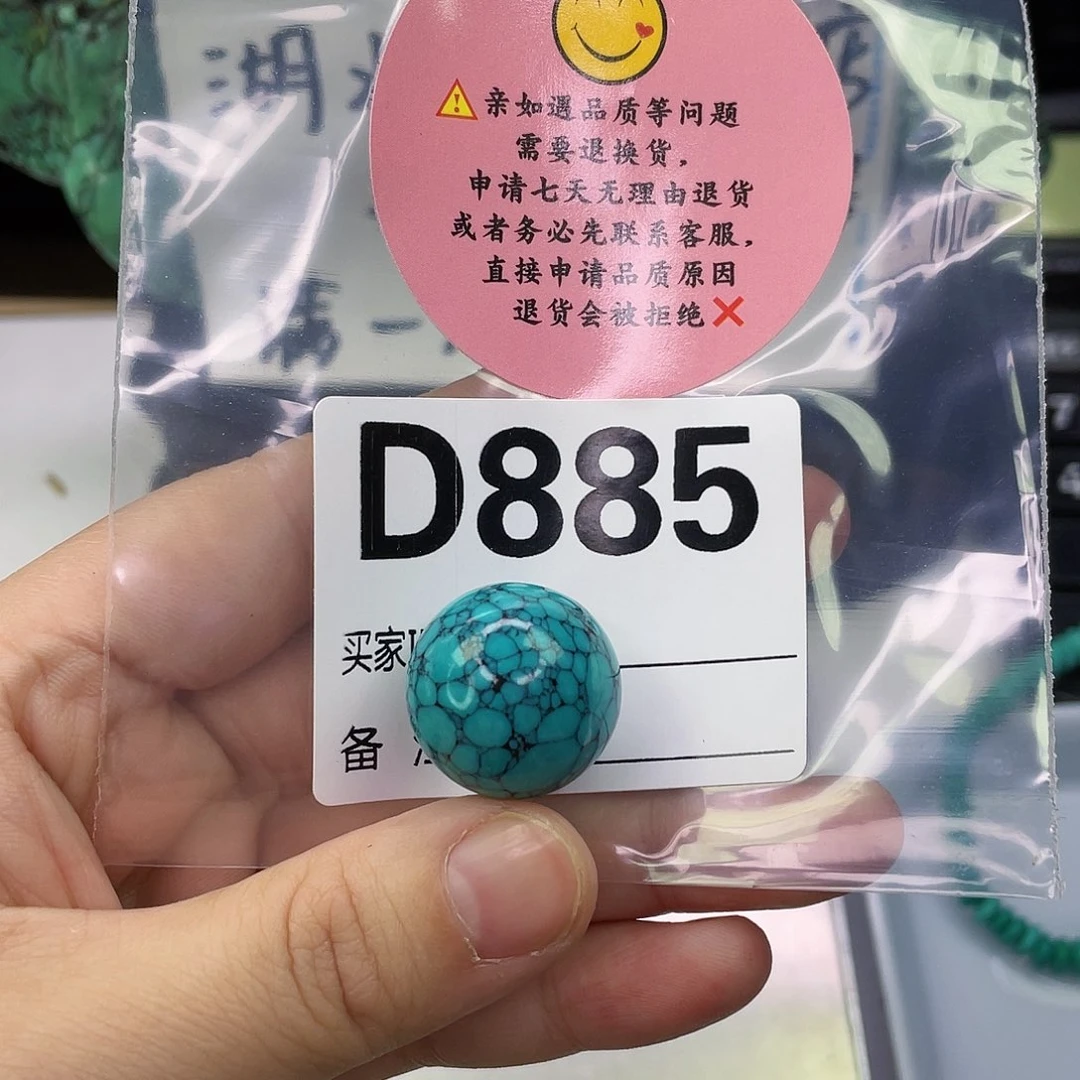 亲如遇品质等问题
需要退换货，
申请七天无理由退货
或者务必先联系客服，
直接申请品质原因
退货会被拒绝
D885
买家
备